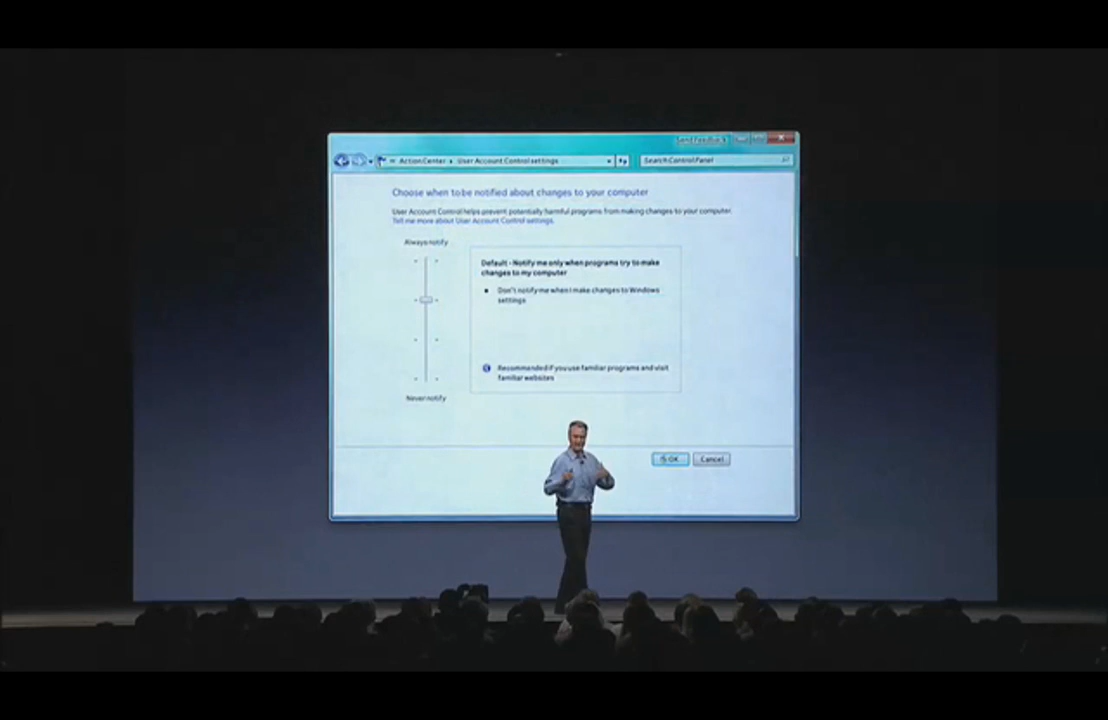 Send Feedback
Action Center ▸ User Account Control settings
Search Control Panel
Choose when to be notified about changes to your computer
User Account Control helps prevent potentially harmful programs from making changes to your computer.
Tell me more about User Account Control settings.
Always notify
Default - Notify me only when programs try to make
changes to my computer
Don't notify me when I make changes to Windows
settings
Recommended if you use familiar programs and visit
familiar websites
Never notify
OK
Cancel